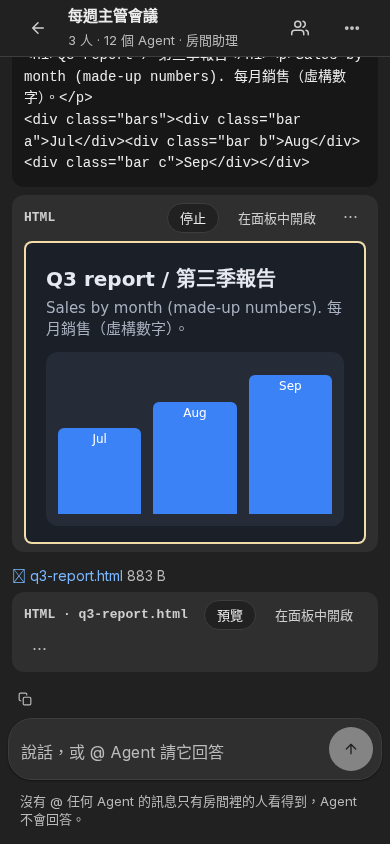 每週主管會議
3 人 · 12 個 Agent · 房間助理
month (made-up numbers). 每月銷售（虛構數
字）。</p>
<div class="bars"><div class="bar
a">Jul</div><div class="bar b">Aug</div>
<div class="bar c">Sep</div></div>
HTML 停止 在面板中開啟 ...
Q3 report / 第三季報告
Sales by month (made-up numbers). 每
月銷售（虛構數字）。
Jul
Aug
Sep
q3-report.html 883 B
HTML · q3-report.html 預覽 在面板中開啟
...
說話，或 @ Agent 請它回答
沒有 @ 任何 Agent 的訊息只有房間裡的人看得到，Agent
不會回答。